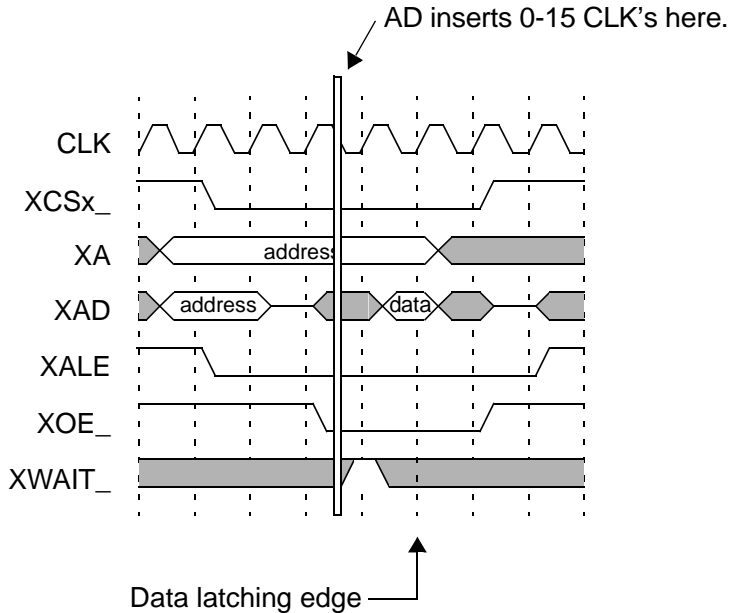 AD inserts 0-15 CLK's here.
CLK
XCSx_
XA
address
XAD
address
data
XALE
XOE_
XWAIT_
Data latching edge